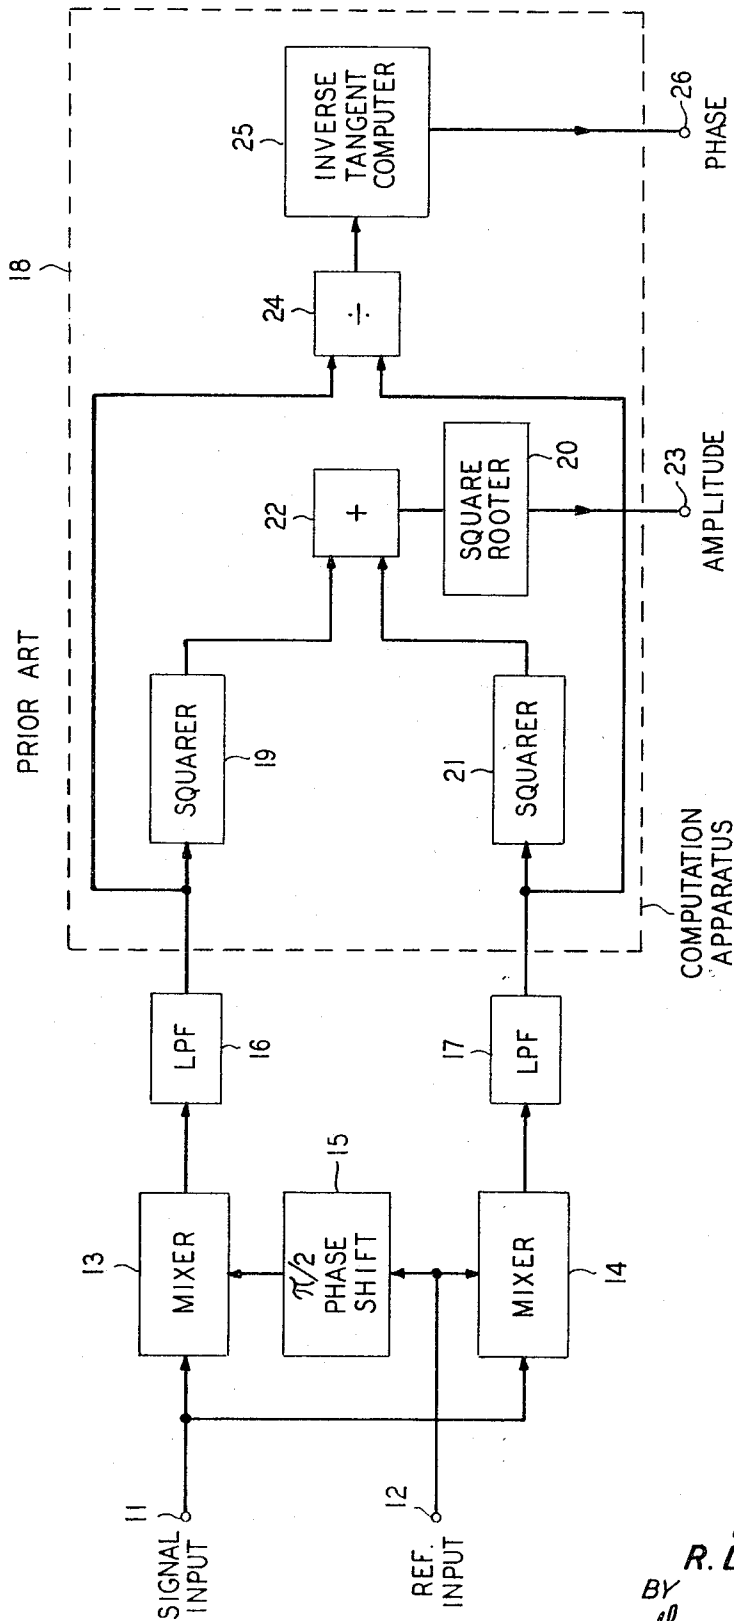 PRIOR ART
18
SIGNAL
INPUT
11
REF.
INPUT
12
13
MIXER
π/2
PHASE
SHIFT
15
MIXER
14
LPF
16
17
LPF
SQUARER
19
21
SQUARER
22
+
SQUARE
ROOTER
20
24
÷
25
INVERSE
TANGENT
COMPUTER
23
AMPLITUDE
26
PHASE
COMPUTATION
APPARATUS
BY